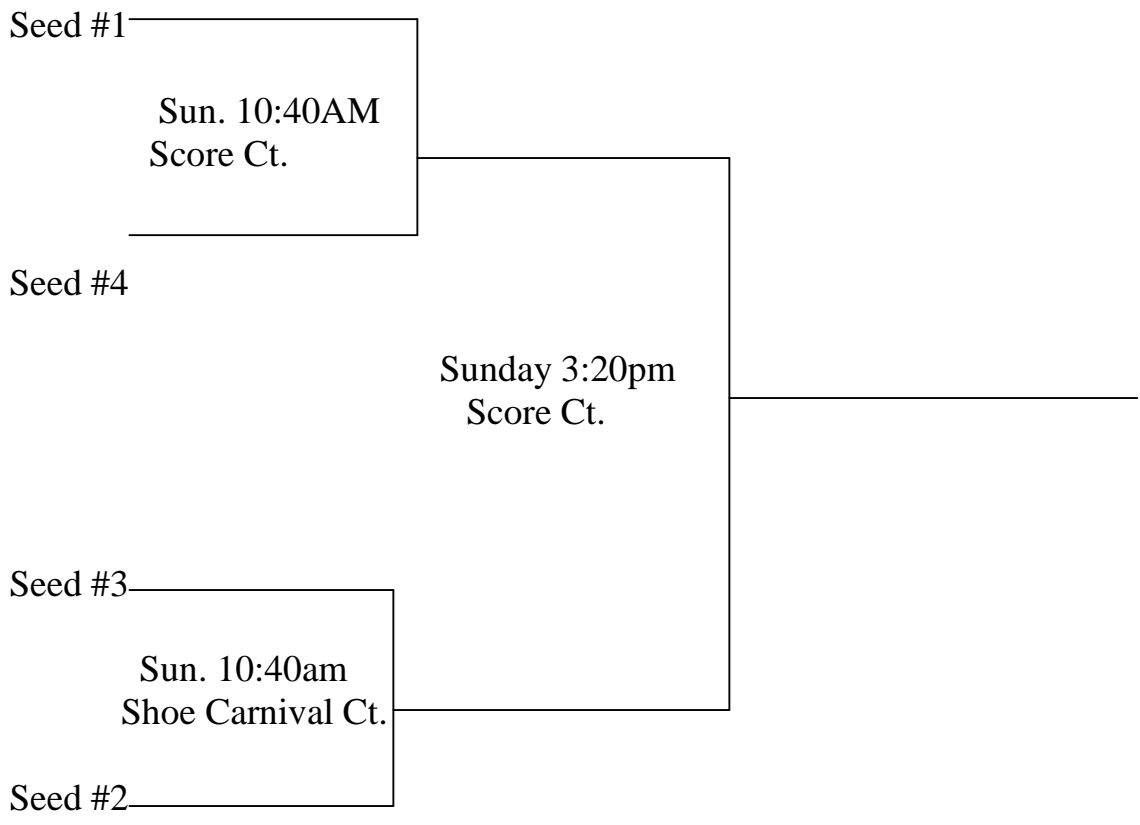 Seed #1
Sun. 10:40AM
Score Ct.
Seed #4
Sunday 3:20pm
Score Ct.
Seed #3
Sun. 10:40am
Shoe Carnival Ct.
Seed #2